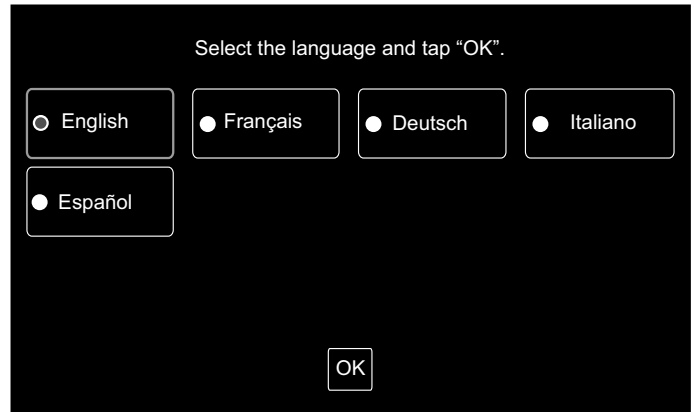 Select the language and tap “OK”.
English Français Deutsch Italiano
Español
OK